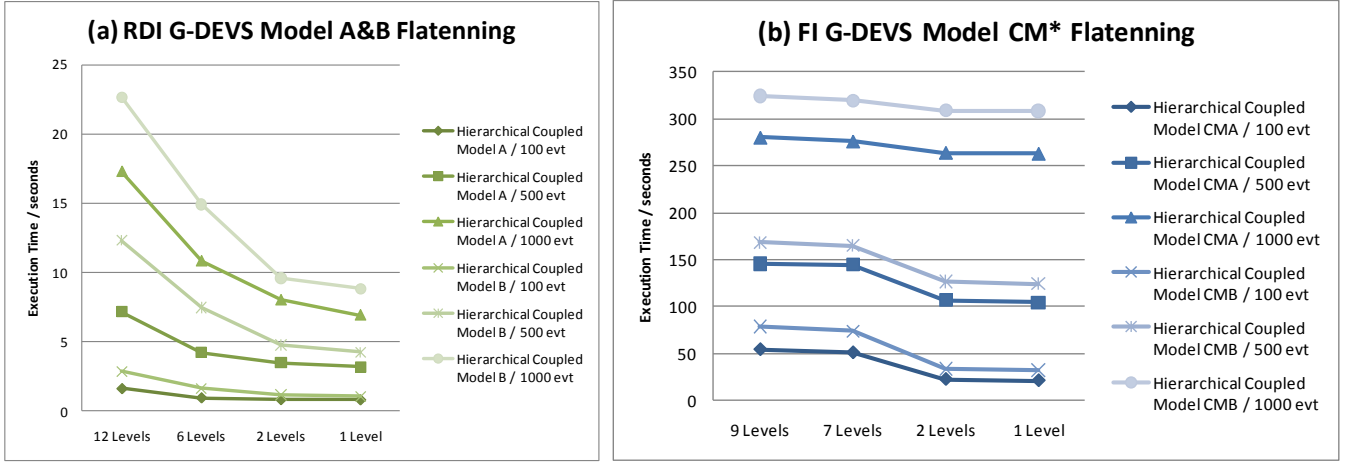 (a) RDI G-DEVS Model A&B Flatenning
Execution Time / seconds
25
20
15
10
5
0
12 Levels
6 Levels
2 Levels
1 Level
Hierarchical Coupled
Model A / 100 evt
Hierarchical Coupled
Model A / 500 evt
Hierarchical Coupled
Model A / 1000 evt
Hierarchical Coupled
Model B / 100 evt
Hierarchical Coupled
Model B / 500 evt
Hierarchical Coupled
Model B / 1000 evt
(b) FI G-DEVS Model CM* Flatenning
Execution Time / seconds
350
300
250
200
150
100
50
0
9 Levels
7 Levels
2 Levels
1 Level
Hierarchical Coupled
Model CMA / 100 evt
Hierarchical Coupled
Model CMA / 500 evt
Hierarchical Coupled
Model CMA / 1000 evt
Hierarchical Coupled
Model CMB / 100 evt
Hierarchical Coupled
Model CMB / 500 evt
Hierarchical Coupled
Model CMB / 1000 evt